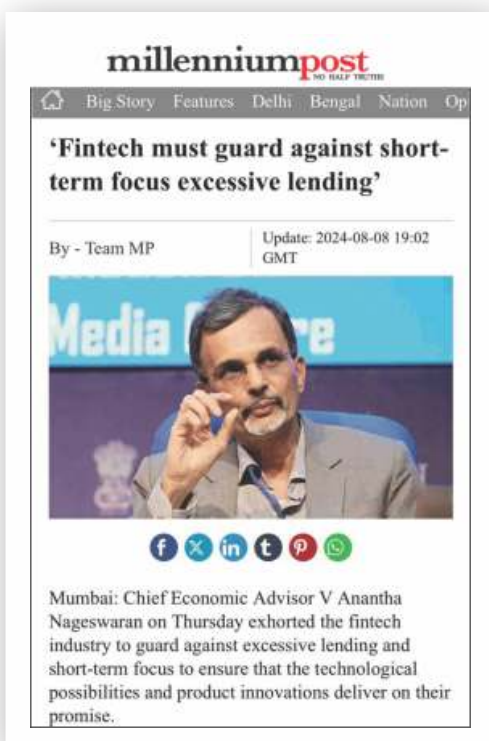 millenniumpost
NO HALF TRUTHS
Big Story Features Delhi Bengal Nation Op
‘Fintech must guard against short-
term focus excessive lending’
By - Team MP
Update: 2024-08-08 19:02
GMT
Media
re
Mumbai: Chief Economic Advisor V Anantha
Nageswaran on Thursday exhorted the fintech
industry to guard against excessive lending and
short-term focus to ensure that the technological
possibilities and product innovations deliver on their
promise.